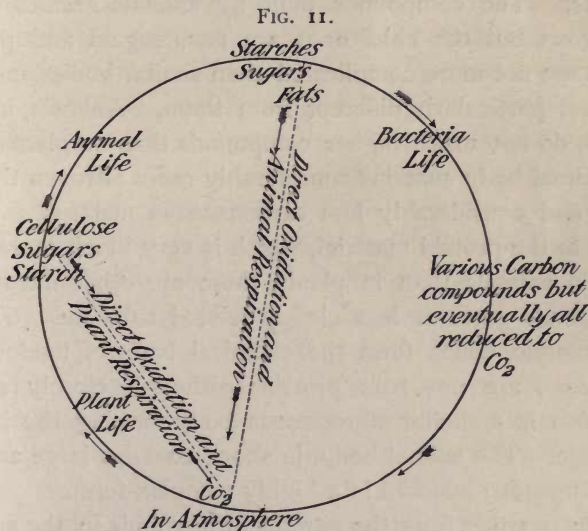 FIG. II.
Starches
Sugars
Fats
Animal
Life
Bacteria
Life
Cellulose
Sugars
Starch
Direct Oxidation and
Animal Respiration
Various Carbon
compounds but
eventually all
reduced to
Co2
Direct Oxidation and
Plant Respiration
Plant
Life
Co2
In Atmosphere